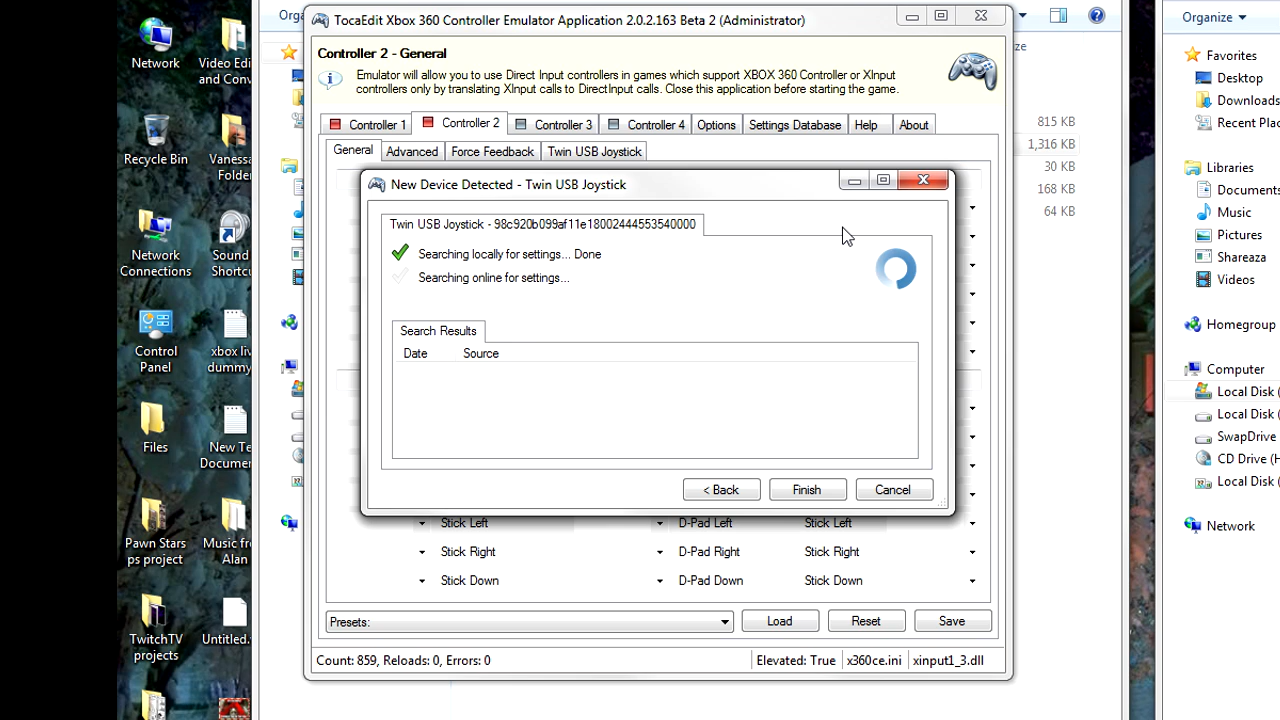 Network
Video Edi
and Conv
Recycle Bin
Vanessa
Folder
Network
Connections
Sound
Shortcu
Control
Panel
xbox liv
dummy
Files
New Te
Documen
Pawn Stars
ps project
Music fro
Alan
TwitchTV
projects
Untitled.
Orga
TocaEdit Xbox 360 Controller Emulator Application 2.0.2.163 Beta 2 (Administrator)
Controller 2 - General
Emulator will allow you to use Direct Input controllers in games which support XBOX 360 Controller or XInput
controllers only by translating XInput calls to DirectInput calls. Close this application before starting the game.
Controller 1
Controller 2
Controller 3
Controller 4
Options
Settings Database
Help
About
General
Advanced
Force Feedback
Twin USB Joystick
New Device Detected - Twin USB Joystick
Twin USB Joystick - 98c920b099af11e18002444553540000
Searching locally for settings... Done
Searching online for settings...
Search Results
Date
Source
< Back
Finish
Cancel
Stick Left
D-Pad Left
Stick Left
Stick Right
D-Pad Right
Stick Right
Stick Down
D-Pad Down
Stick Down
Presets:
Load
Reset
Save
Count: 859, Reloads: 0, Errors: 0
Elevated: True
x360ce.ini
xinput1_3.dll
ze
815 KB
1,316 KB
30 KB
168 KB
64 KB
Organize
Favorites
Desktop
Downloads
Recent Plac
Libraries
Documents
Music
Pictures
Shareaza
Videos
Homegroup
Computer
Local Disk (
Local Disk (
SwapDrive (
CD Drive (H
Local Disk (
Network